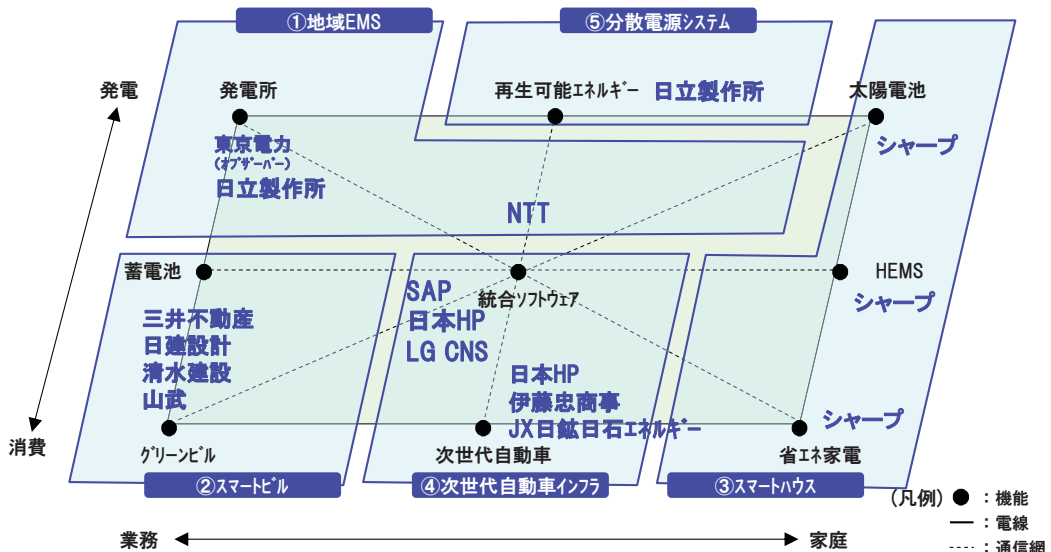 ①地域EMS
⑤分散電源ｼｽﾃﾑ
発電
発電所
再生可能ｴﾈﾙｷﾞｰ
日立製作所
太陽電池
東京電力
(ｵﾌﾞｻﾞｰﾊﾞｰ)
日立製作所
シャープ
NTT
蓄電池
SAP
統合ｿﾌﾄｳｪｱ
HEMS
日本HP
シャープ
LG CNS
三井不動産
日建設計
清水建設
山武
日本HP
伊藤忠商事
JX日鉱日石ｴﾈﾙｷﾞｰ
シャープ
消費
ｸﾞﾘｰﾝﾋﾞﾙ
次世代自動車
省エネ家電
②ｽﾏｰﾄﾋﾞﾙ
④次世代自動車ｲﾝﾌﾗ
③ｽﾏｰﾄﾊｳｽ
(凡例)
：機能
：電線
：通信網
業務
家庭